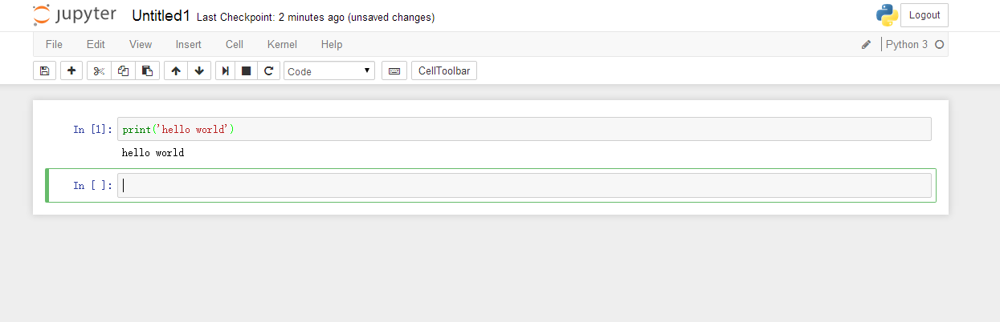 jupyter Untitled1 Last Checkpoint: 2 minutes ago (unsaved changes) Logout
File Edit View Insert Cell Kernel Help Python 3
Code CellToolbar
In [1]: print('hello world')
hello world
In [ ]: